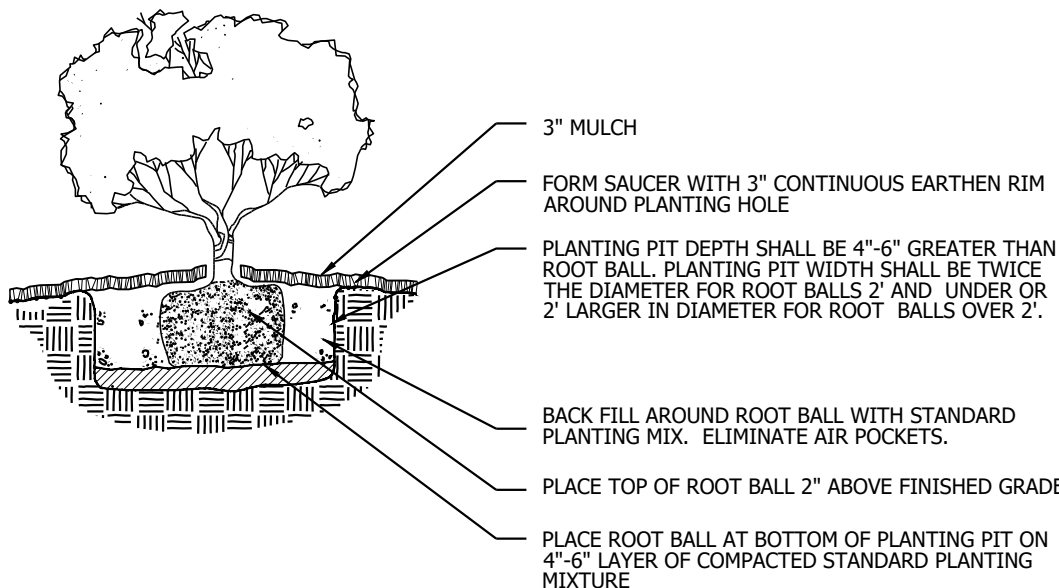 3" MULCH
FORM SAUCER WITH 3" CONTINUOUS EARTHEN RIM
AROUND PLANTING HOLE
PLANTING PIT DEPTH SHALL BE 4"-6" GREATER THAN
ROOT BALL. PLANTING PIT WIDTH SHALL BE TWICE
THE DIAMETER FOR ROOT BALLS 2' AND UNDER OR
2' LARGER IN DIAMETER FOR ROOT BALLS OVER 2'.
BACK FILL AROUND ROOT BALL WITH STANDARD
PLANTING MIX. ELIMINATE AIR POCKETS.
PLACE TOP OF ROOT BALL 2" ABOVE FINISHED GRADE
PLACE ROOT BALL AT BOTTOM OF PLANTING PIT ON
4"-6" LAYER OF COMPACTED STANDARD PLANTING
MIXTURE